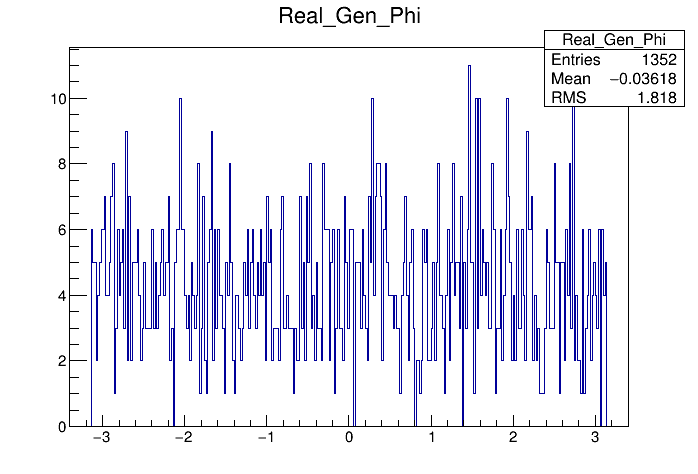 Real_Gen_Phi
Real_Gen_Phi
Entries 1352
Mean −0.03618
RMS 1.818
10
8
6
4
2
0
−3 −2 −1 0 1 2 3